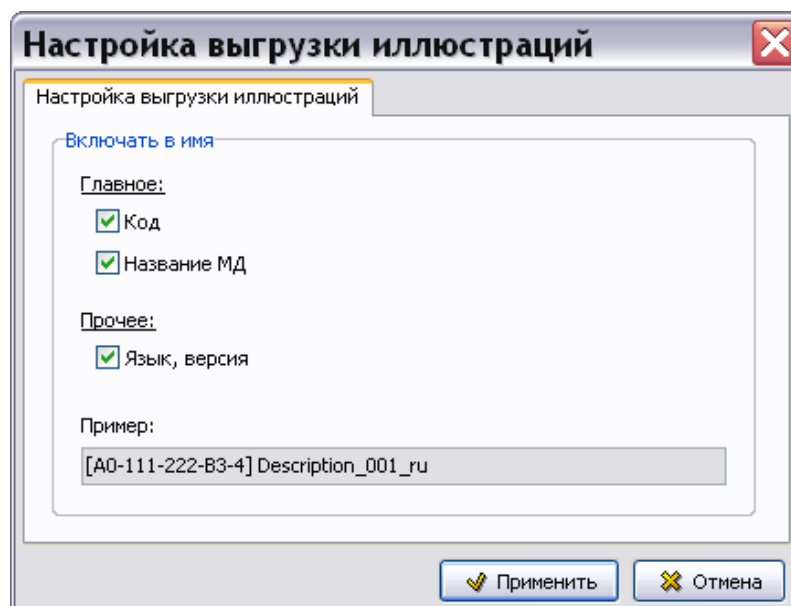 Настройка выгрузки иллюстраций
Настройка выгрузки иллюстраций
Включать в имя
Главное:
Код
Название МД
Прочее:
Язык, версия
Пример:
[A0-111-222-B3-4] Description_001_ru
Применить
Отмена